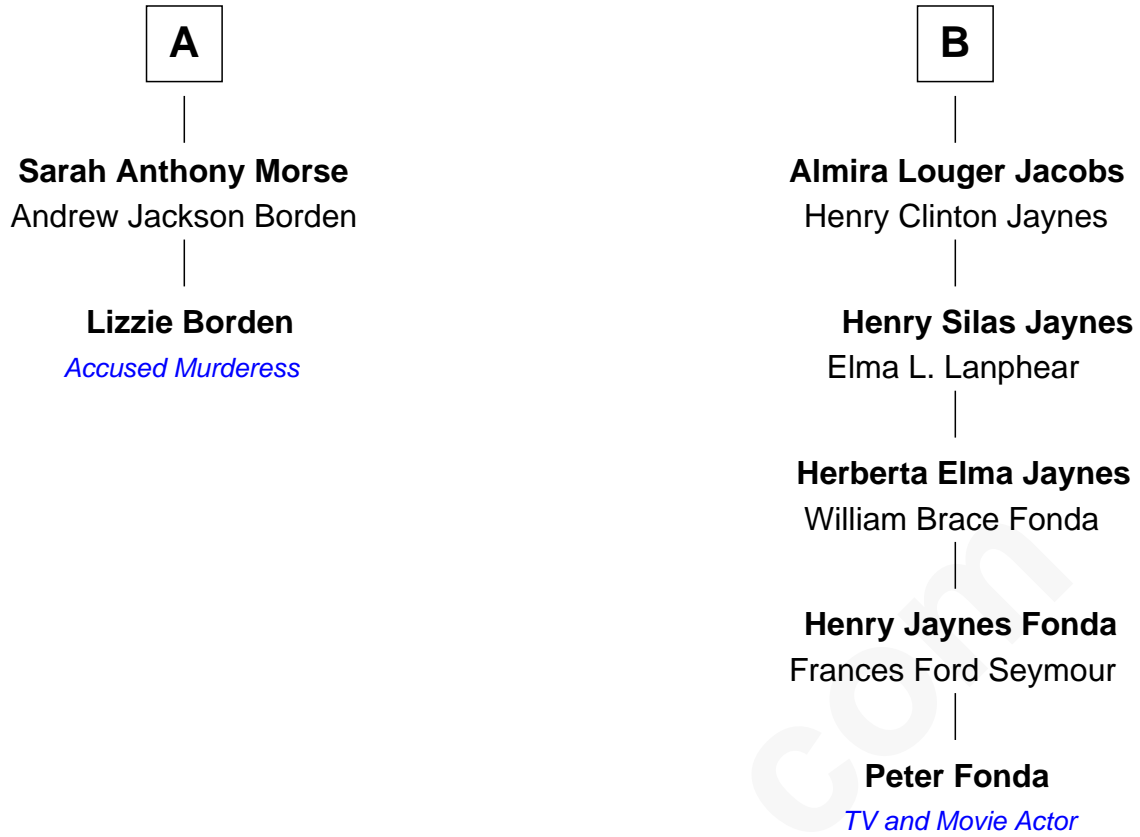 A
Sarah Anthony Morse
Andrew Jackson Borden
Lizzie Borden
Accused Murderess
B
Almira Louger Jacobs
Henry Clinton Jaynes
Henry Silas Jaynes
Elma L. Lanphear
Herberta Elma Jaynes
William Brace Fonda
Henry Jaynes Fonda
Frances Ford Seymour
Peter Fonda
TV and Movie Actor
com